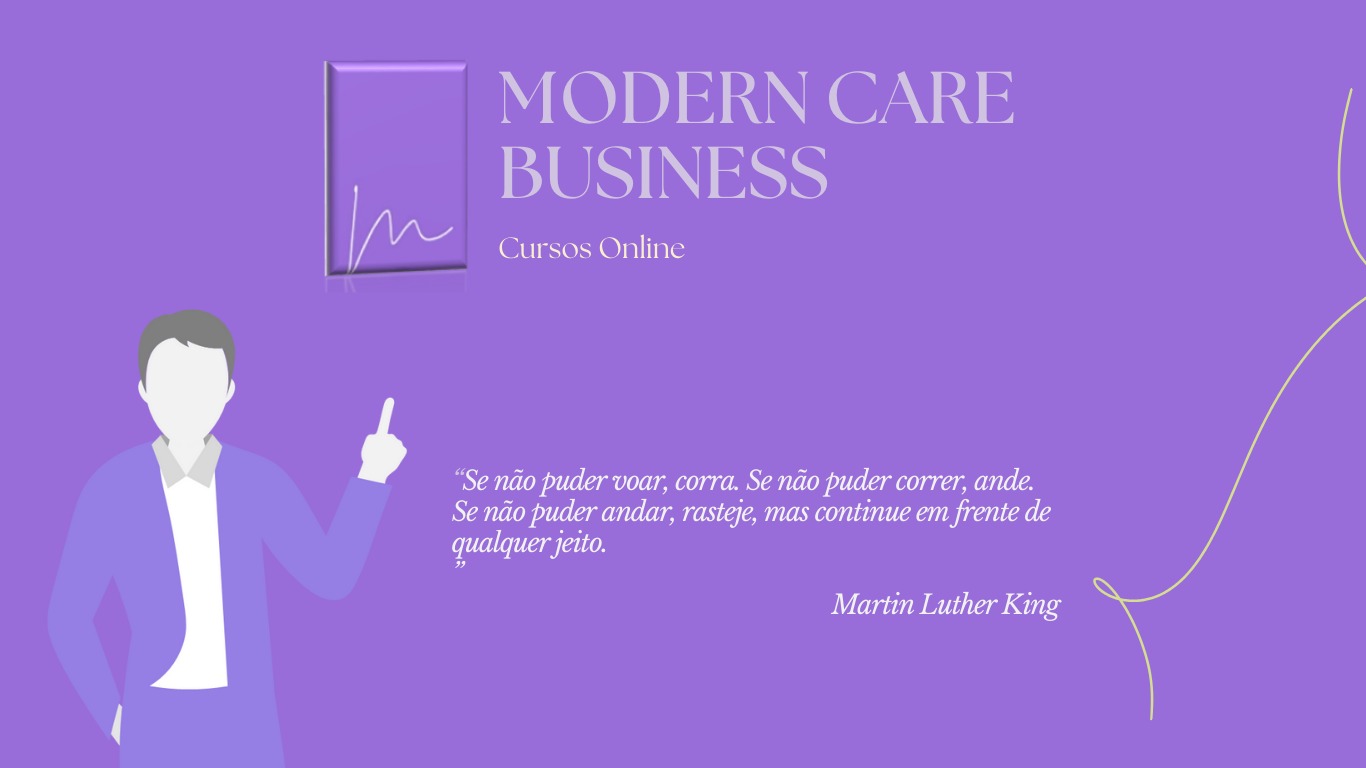 MODERN CARE
BUSINESS
Cursos Online
m
“Se não puder voar, corra. Se não puder correr, ande.
Se não puder andar, rasteje, mas continue em frente de
qualquer jeito.
”
Martin Luther King